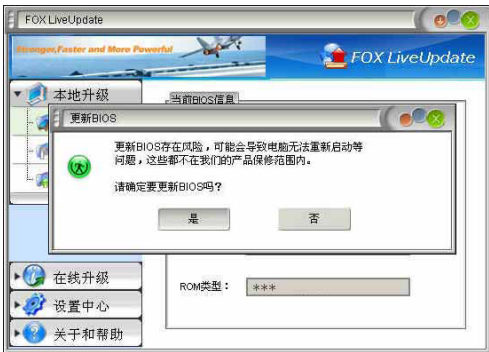 FOX LiveUpdate
Stronger,Faster and More Powerful
FOX LiveUpdate
本地升级
当前BIOS信息
更新BIOS
更新BIOS存在风险，可能会导致电脑无法重新启动等
问题，这些都不在我们的产品保修范围内。
请确定要更新BIOS吗？
是
否
在线升级
ROM类型：
***
设置中心
关于和帮助